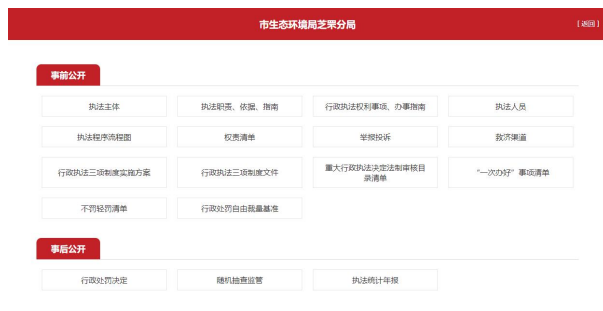 市生态环境局芝罘分局
[ 返回 ]
事前公开
执法主体
执法职责、依据、指南
行政执法权利事项、办事指南
执法人员
执法程序流程图
权责清单
举报投诉
救济渠道
行政执法三项制度实施方案
行政执法三项制度文件
重大行政执法决定法制审核目
录清单
“一次办好”事项清单
不罚轻罚清单
行政处罚自由裁量基准
事后公开
行政处罚决定
随机抽查监管
执法统计年报